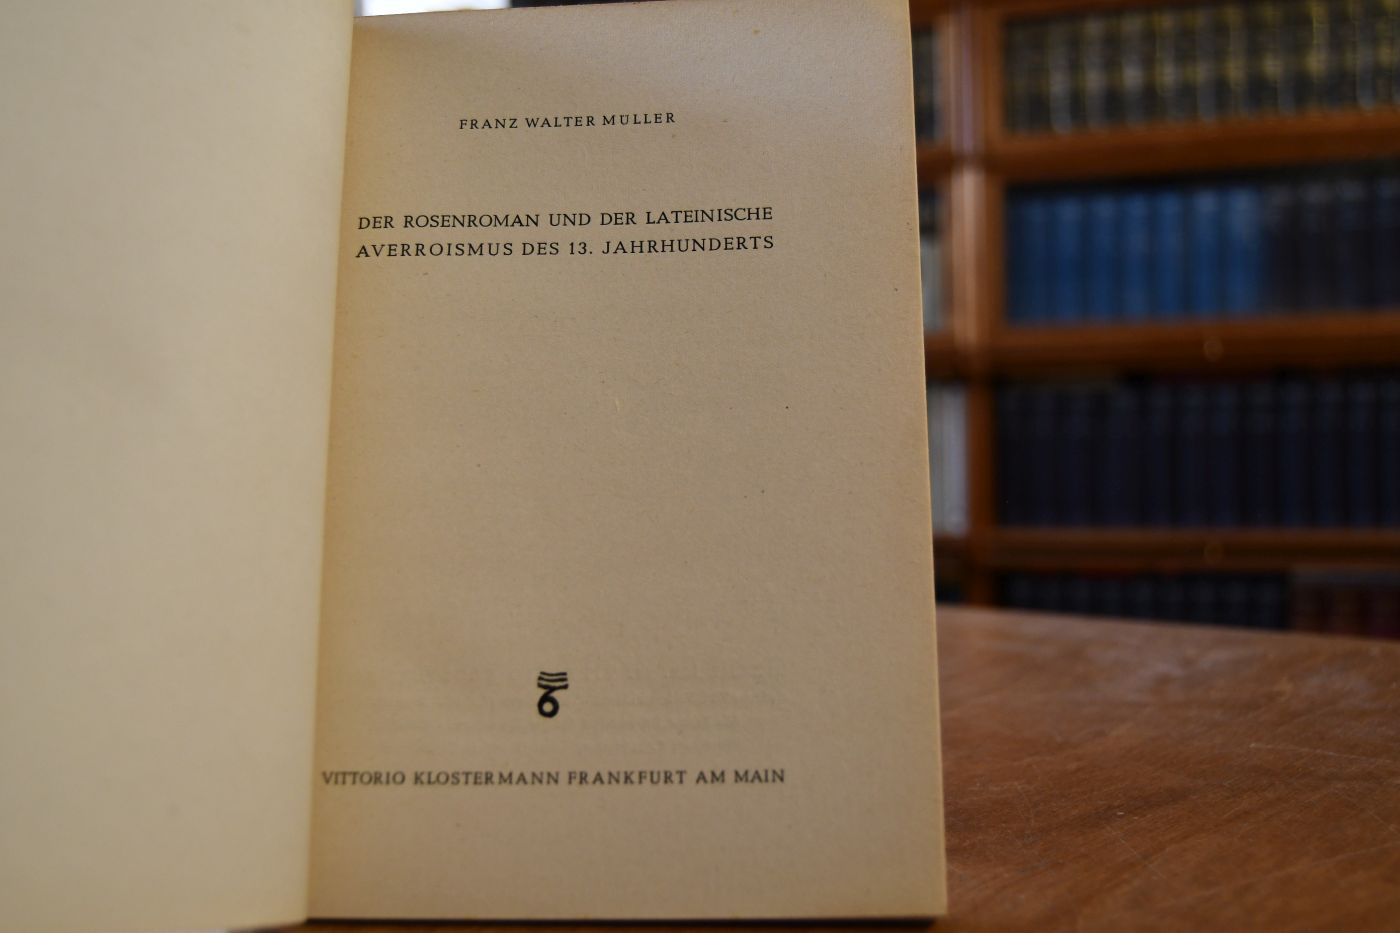 FRANZ WALTER MÜLLER
DER ROSENROMAN UND DER LATEINISCHE
AVERROISMUS DES 13. JAHRHUNDERTS
VITTORIO KLOSTERMANN FRANKFURT AM MAIN